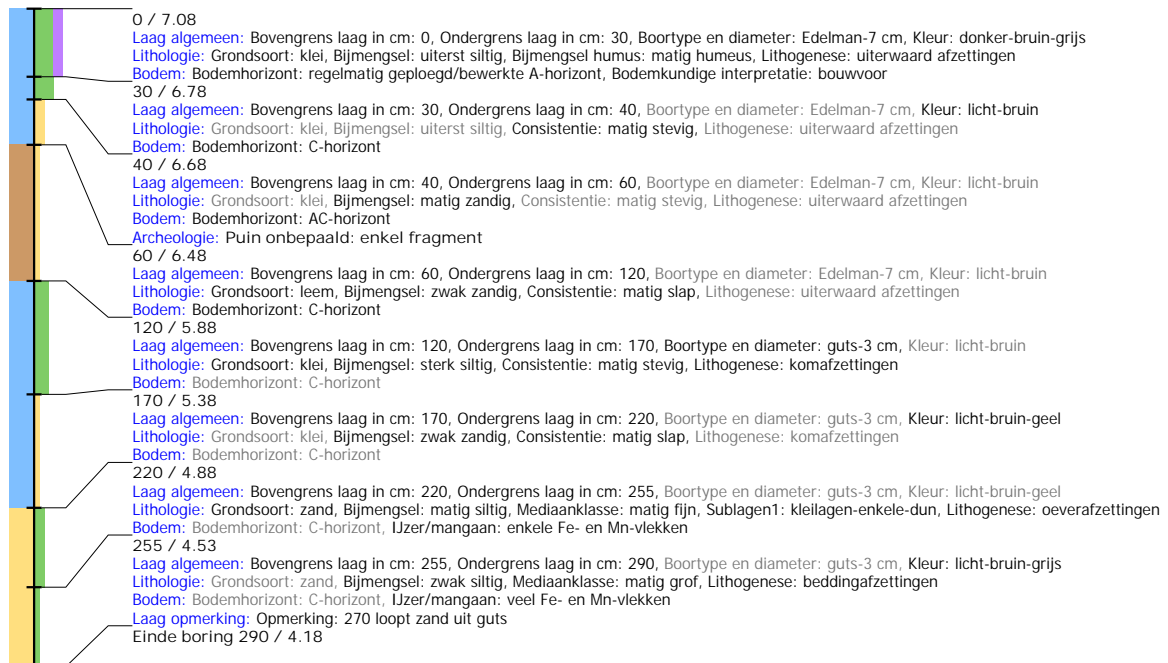 0 / 7.08
Laag algemeen: Bovengrens laag in cm: 0, Ondergrens laag in cm: 30, Boortype en diameter: Edelman-7 cm, Kleur: donker-bruin-grijs
Lithologie: Grondsoort: klei, Bijmengsel: uiterst siltig, Bijmengsel humus: matig humeus, Lithogenese: uiterwaard afzettingen
Bodem: Bodemhorizont: regelmatig geploegd/bewerkte A-horizont, Bodemkundige interpretatie: bouwvoor
30 / 6.78
Laag algemeen: Bovengrens laag in cm: 30, Ondergrens laag in cm: 40, Boortype en diameter: Edelman-7 cm, Kleur: licht-bruin
Lithologie: Grondsoort: klei, Bijmengsel: uiterst siltig, Consistentie: matig stevig, Lithogenese: uiterwaard afzettingen
Bodem: Bodemhorizont: C-horizont
40 / 6.68
Laag algemeen: Bovengrens laag in cm: 40, Ondergrens laag in cm: 60, Boortype en diameter: Edelman-7 cm, Kleur: licht-bruin
Lithologie: Grondsoort: klei, Bijmengsel: matig zandig, Consistentie: matig stevig, Lithogenese: uiterwaard afzettingen
Bodem: Bodemhorizont: AC-horizont
Archeologie: Puin onbepaald: enkel fragment
60 / 6.48
Laag algemeen: Bovengrens laag in cm: 60, Ondergrens laag in cm: 120, Boortype en diameter: Edelman-7 cm, Kleur: licht-bruin
Lithologie: Grondsoort: leem, Bijmengsel: zwak zandig, Consistentie: matig slap, Lithogenese: uiterwaard afzettingen
Bodem: Bodemhorizont: C-horizont
120 / 5.88
Laag algemeen: Bovengrens laag in cm: 120, Ondergrens laag in cm: 170, Boortype en diameter: guts-3 cm, Kleur: licht-bruin
Lithologie: Grondsoort: klei, Bijmengsel: sterk siltig, Consistentie: matig stevig, Lithogenese: komafzettingen
Bodem: Bodemhorizont: C-horizont
170 / 5.38
Laag algemeen: Bovengrens laag in cm: 170, Ondergrens laag in cm: 220, Boortype en diameter: guts-3 cm, Kleur: licht-bruin-geel
Lithologie: Grondsoort: klei, Bijmengsel: zwak zandig, Consistentie: matig slap, Lithogenese: komafzettingen
Bodem: Bodemhorizont: C-horizont
220 / 4.88
Laag algemeen: Bovengrens laag in cm: 220, Ondergrens laag in cm: 255, Boortype en diameter: guts-3 cm, Kleur: licht-bruin-geel
Lithologie: Grondsoort: zand, Bijmengsel: matig siltig, Mediaanklasse: matig fijn, Sublagen1: kleilagen-enkele-dun, Lithogenese: oeverafzettingen
Bodem: Bodemhorizont: C-horizont, IJzer/mangaan: enkele Fe- en Mn-vlekken
255 / 4.53
Laag algemeen: Bovengrens laag in cm: 255, Ondergrens laag in cm: 290, Boortype en diameter: guts-3 cm, Kleur: licht-bruin-grijs
Lithologie: Grondsoort: zand, Bijmengsel: zwak siltig, Mediaanklasse: matig grof, Lithogenese: beddingafzettingen
Bodem: Bodemhorizont: C-horizont, IJzer/mangaan: veel Fe- en Mn-vlekken
Laag opmerking: Opmerking: 270 loopt zand uit guts
Einde boring 290 / 4.18